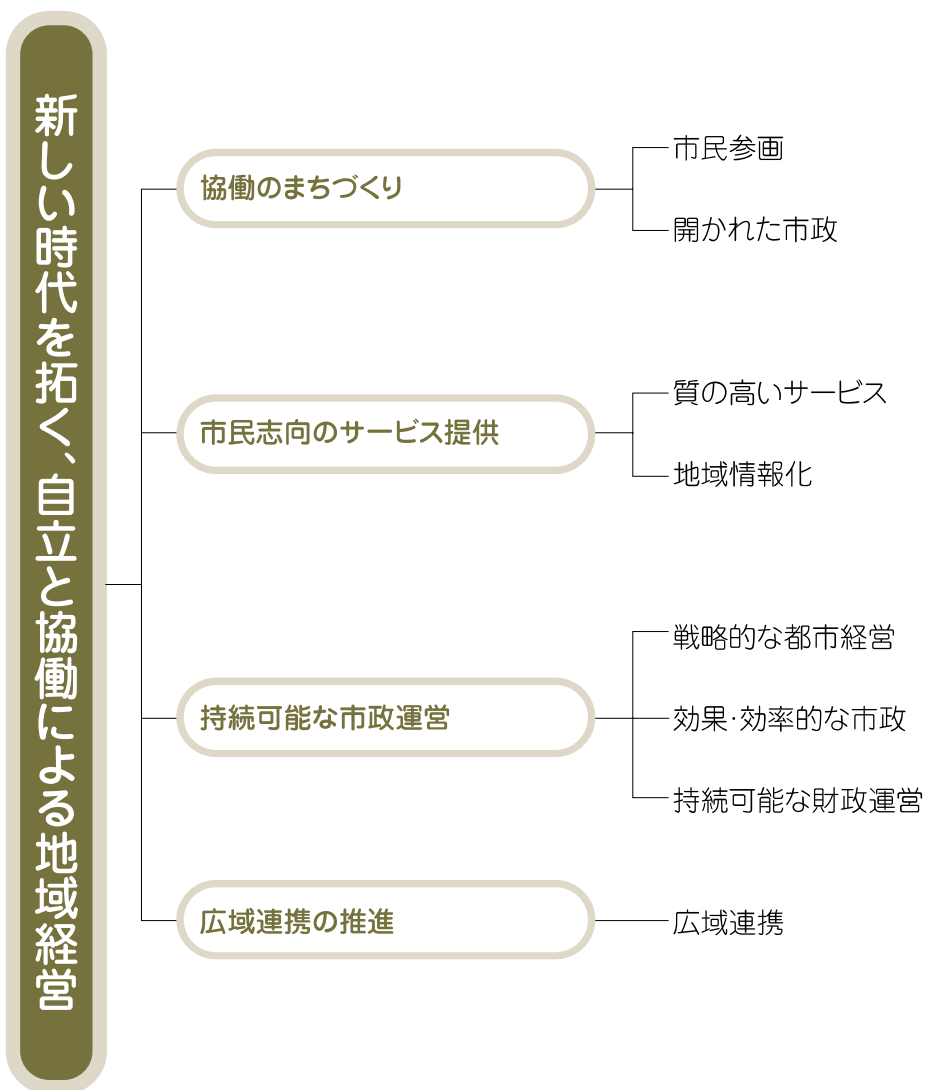 新しい時代を拓く、自立と協働による地域経営
協働のまちづくり
市民参画
開かれた市政
市民志向のサービス提供
質の高いサービス
地域情報化
持続可能な市政運営
戦略的な都市経営
効果・効率的な市政
持続可能な財政運営
広域連携の推進
広域連携